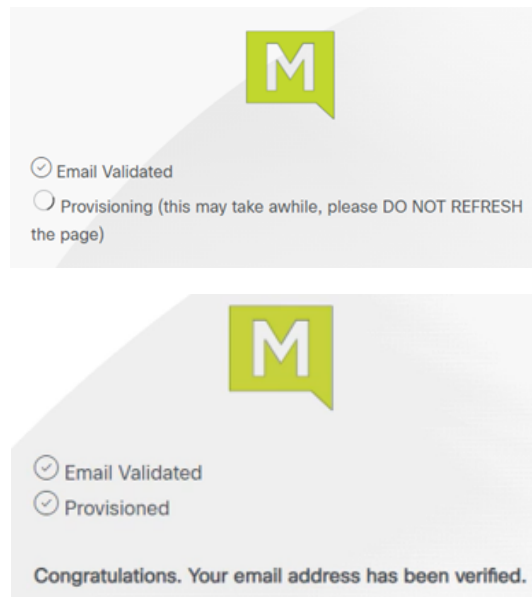 M
Email Validated
Provisioning (this may take awhile, please DO NOT REFRESH
the page)
M
Email Validated
Provisioned
Congratulations. Your email address has been verified.